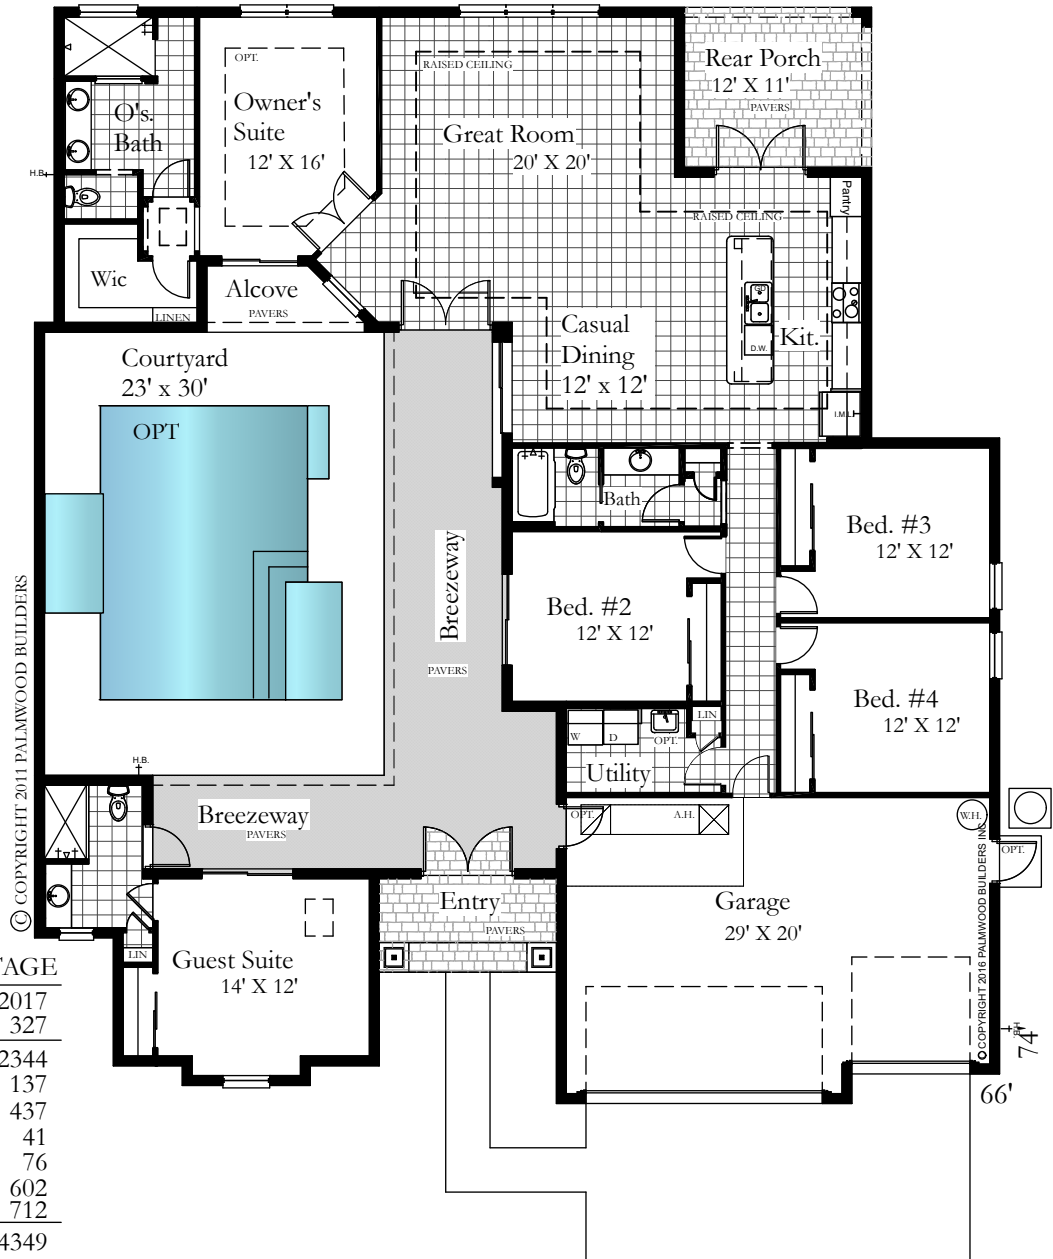 OPT.
RAISED CEILING
Rear Porch
12' X 11'
PAVERS
Owner's
Suite
12' X 16'
O's.
Bath
Great Room
20' X 20'
H.B.
Pantry
RAISED CEILING
Wic
LINEN
Alcove
PAVERS
GD
D.W.
Kit.
Casual
Dining
12' x 12'
I.M.
Courtyard
23' x 30'
OPT
Bath
Bed. #3
12' X 12'
Breezeway
PAVERS
Bed. #2
12' X 12'
Bed. #4
12' X 12'
LIN
W
D
OPT.
Utility
H.B.
Breezeway
PAVERS
OPT.
A.H.
W.H.
OPT.
Entry
PAVERS
Garage
29' X 20'
LIN
Guest Suite
14' X 12'
© COPYRIGHT 2011 PALMWOOD BUILDERS
© COPYRIGHT 2016 PALMWOOD BUILDERS INC.
74'
66'
TAGE
2017
327
2344
137
437
41
76
602
712
4349